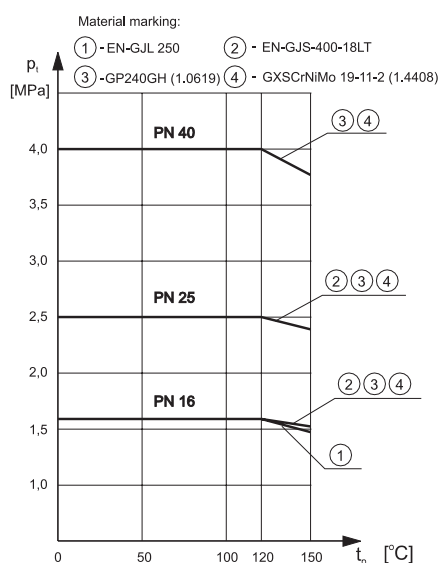 Material marking:
1 - EN-GJL 250 2 - EN-GJS-400-18LT
3 - GP240GH (1.0619) 4 - GXSCrNiMo 19-11-2 (1.4408)
pt
[MPa]
PN 40
4,0
3 4
3,5
3,0
2 3 4
PN 25
2,5
2,0
2 3 4
PN 16
1,5
1
1,0
0 50 100 120 150 tp [°C]